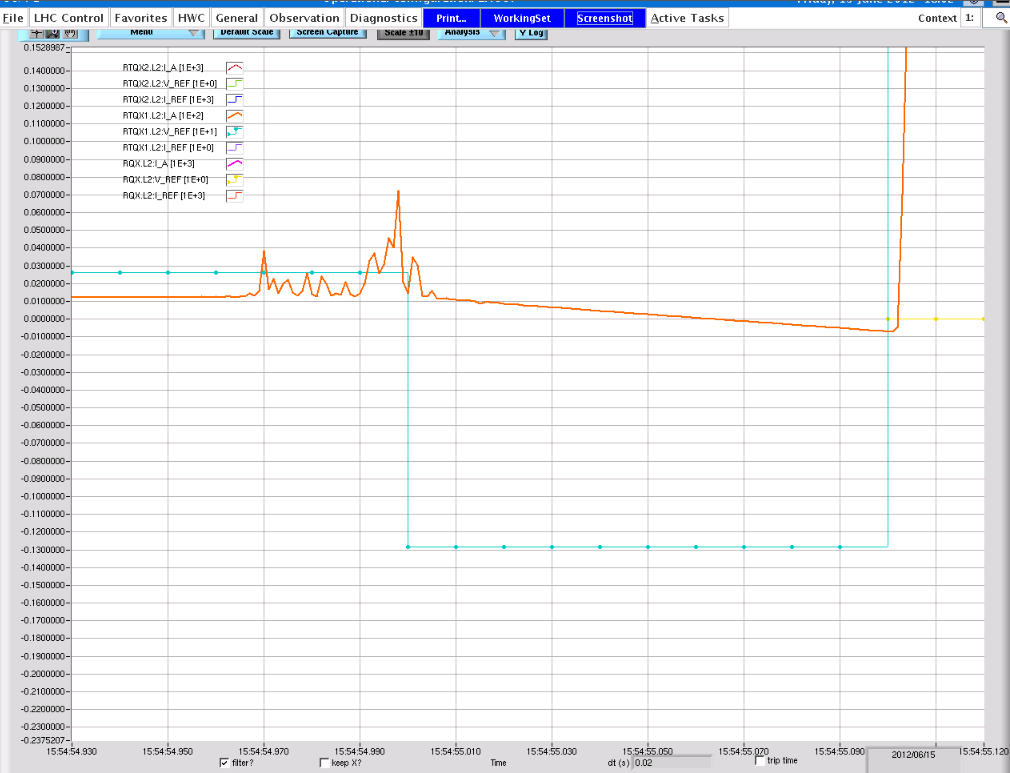 Friday, 15 June 2012
File LHC Control Favorites HWC General Observation Diagnostics Print... WorkingSet Screenshot Active Tasks Context 1:
Menu Default Scale Screen Capture Scale ±10 Analysis Y Log
0.1528987
0.1400000
0.1300000
0.1200000
0.1100000
0.1000000
0.0900000
0.0800000
0.0700000
0.0600000
0.0500000
0.0400000
0.0300000
0.0200000
0.0100000
0.0000000
-0.0100000
-0.0200000
-0.0300000
-0.0400000
-0.0500000
-0.0600000
-0.0700000
-0.0800000
-0.0900000
-0.1000000
-0.1100000
-0.1200000
-0.1300000
-0.1400000
-0.1500000
-0.1600000
-0.1700000
-0.1800000
-0.1900000
-0.2000000
-0.2100000
-0.2200000
-0.2300000
-0.2375207
RTQX2.L2:I_A [1E+3]
RTQX2.L2:V_REF [1E+0]
RTQX2.L2:I_REF [1E+3]
RTQX1.L2:I_A [1E+2]
RTQX1.L2:V_REF [1E+1]
RTQX1.L2:I_REF [1E+0]
RQX.L2:I_A [1E+3]
RQX.L2:V_REF [1E+0]
RQX.L2:I_REF [1E+3]
15:54:54.930 15:54:54.950 15:54:54.970 15:54:54.990 15:54:55.010 15:54:55.030 15:54:55.050 15:54:55.070 15:54:55.090 2012/06/15 15:54:55.120
filter? keep X? Time dt (s) 0.02 trip time